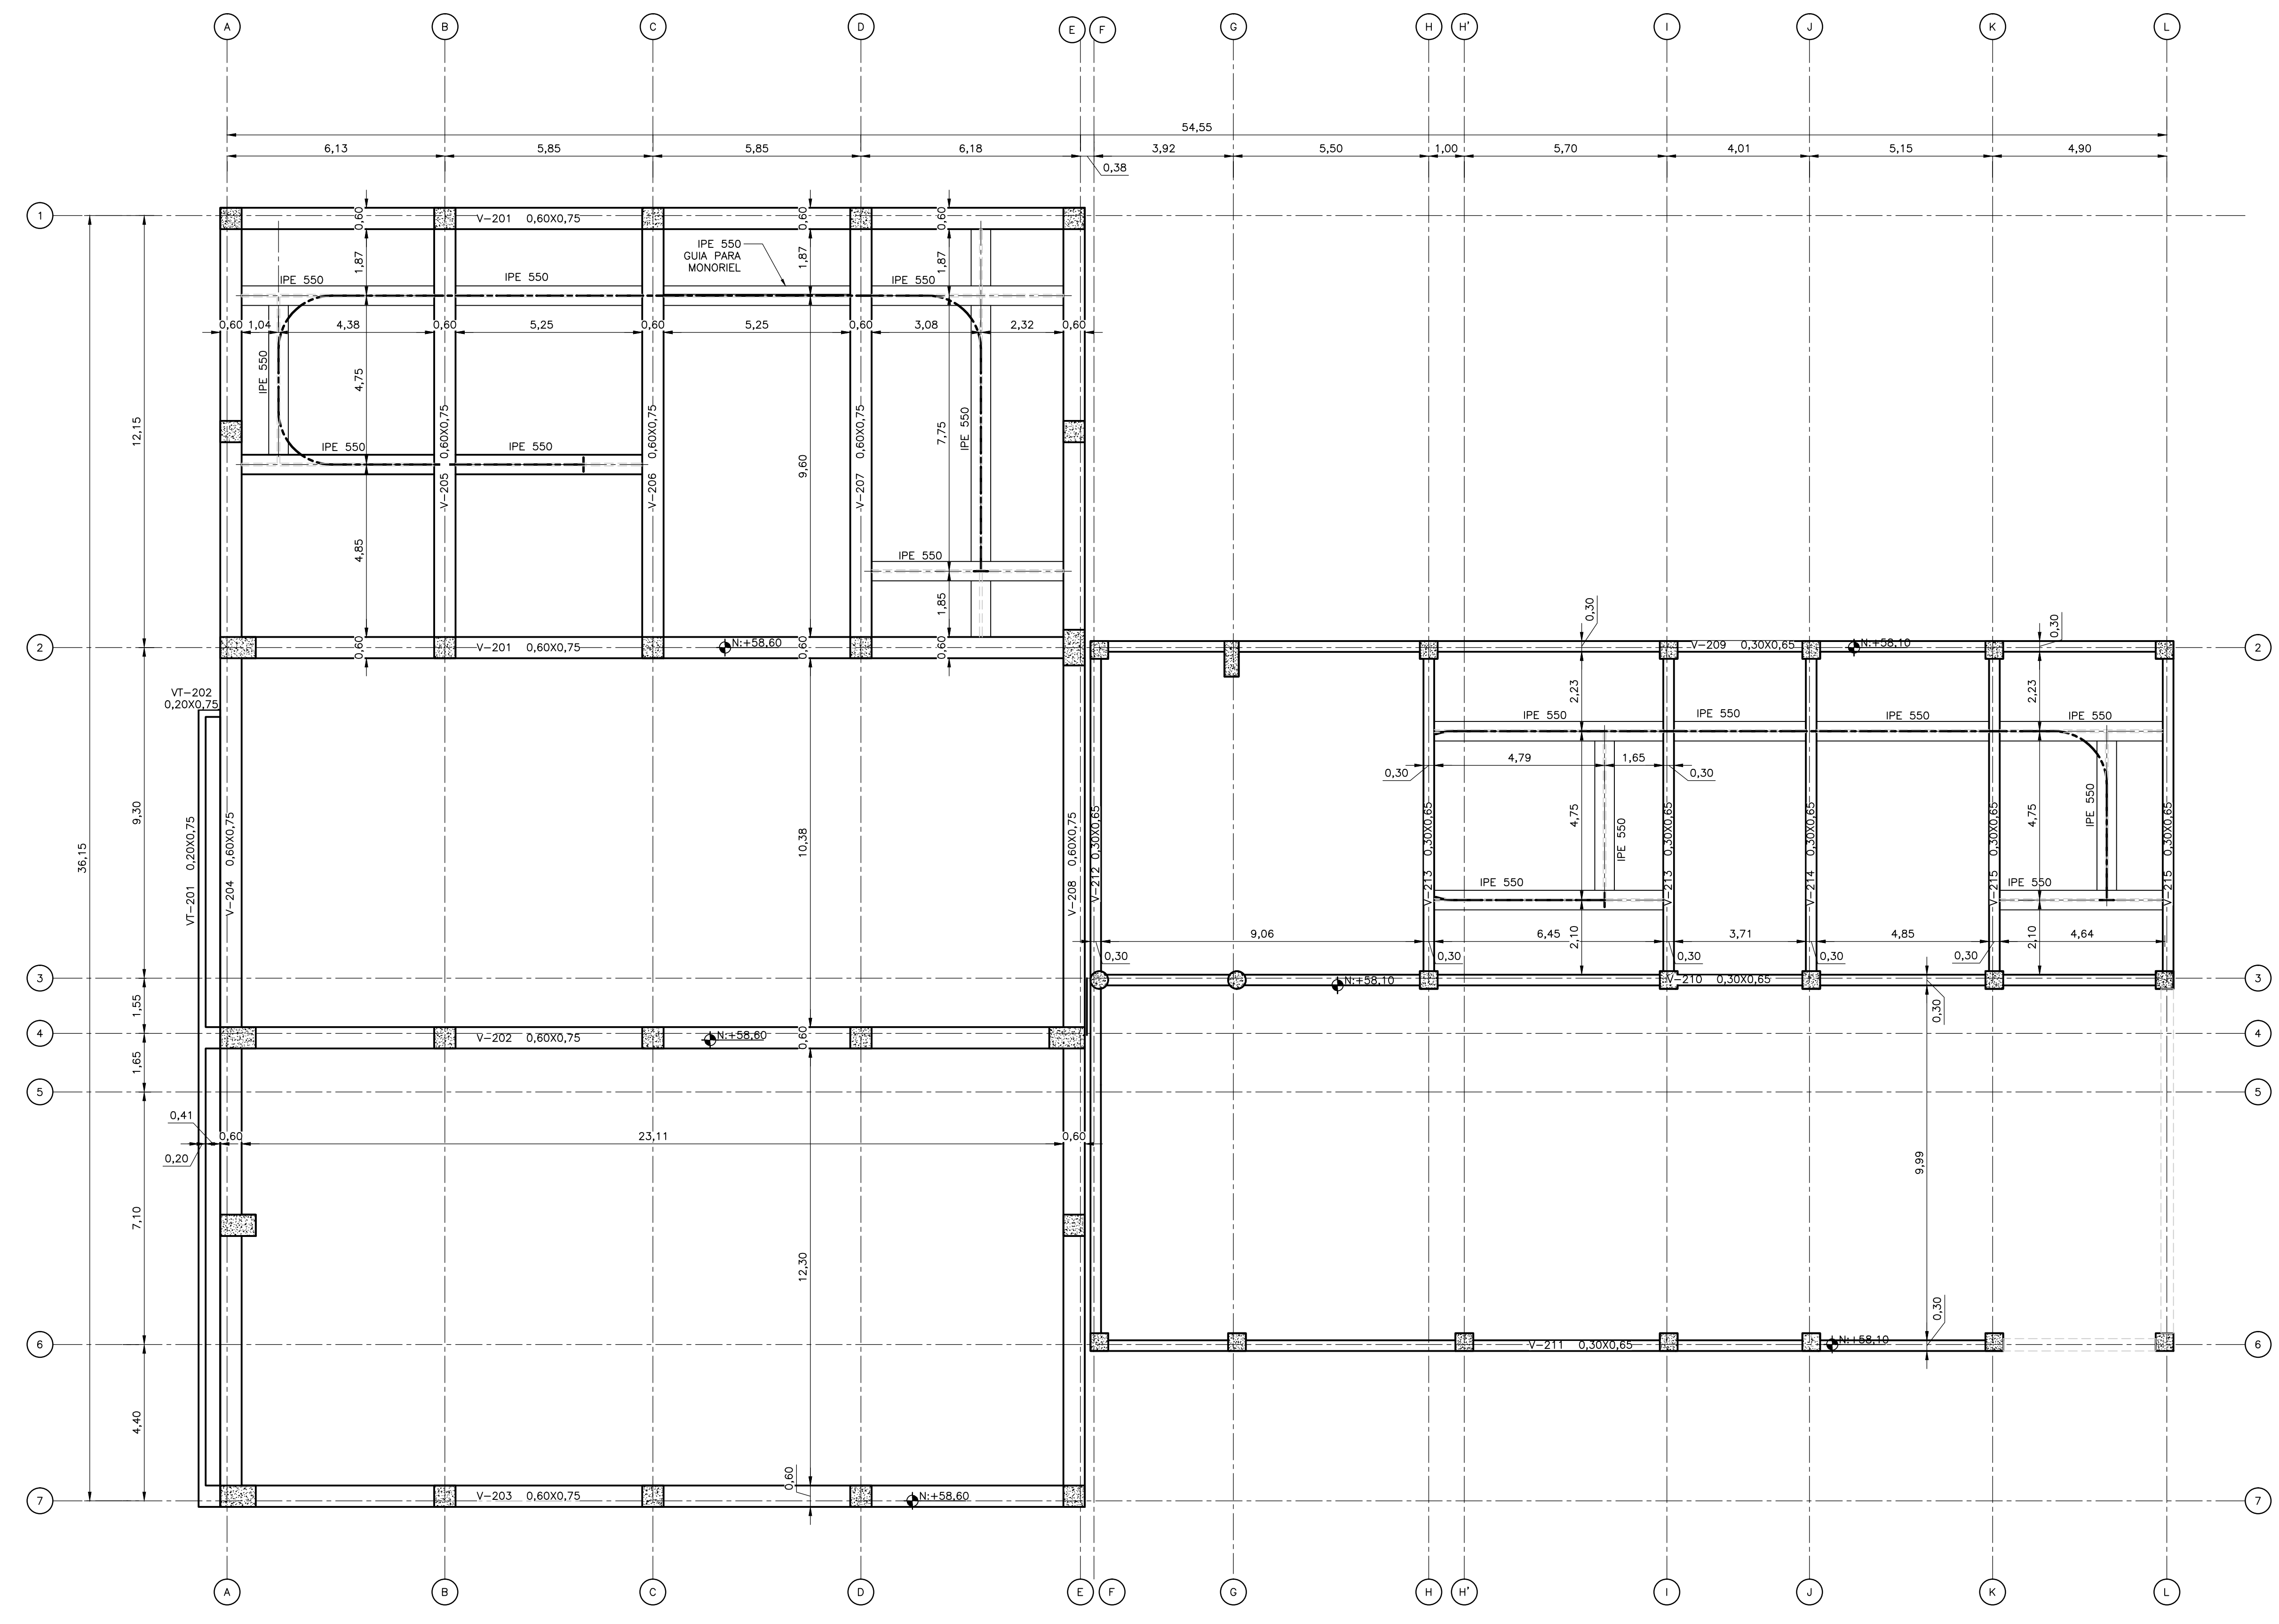 A B C D E F G H H' I J K L
54,55
6,13 5,85 5,85 6,18 3,92 5,50 1,00 5,70 4,01 5,15 4,90
0,38
1 V-201 0,60X0,75 0,60 0,60 0,60
IPE 550
GUIA PARA
MONORIEL
1,87 1,87 1,87
IPE 550 IPE 550 IPE 550
0,60 1,04 4,38 0,60 5,25 0,60 5,25 0,60 3,08 2,32 0,60
IPE 550 4,75 IPE 550 7,75
12,15
V-205 0,60X0,75
V-206 0,60X0,75
V-207 0,60X0,75
IPE 550 IPE 550
9,60
4,85
IPE 550
1,85
0,30 0,30
2 V-201 0,60X0,75 N:+58,60 0,60 0,60 0,60 V-209 0,30X0,65 N:+58,10 2
VT-202
0,20X0,75
2,23 2,23
IPE 550 IPE 550 IPE 550 IPE 550
4,79 1,65
0,30 0,30
9,30
36,15
VT-201 0,20X0,75
V-204 0,60X0,75
10,38
V-208 0,60X0,75
V-212 0,30X0,65
V-213 0,30X0,65
4,75
IPE 550
V-213 0,30X0,65
V-214 0,30X0,65
V-215 0,30X0,65
4,75
IPE 550
V-215 0,30X0,65
IPE 550 IPE 550
9,06 6,45 3,71 4,85 4,64
2,10 2,10
0,30 0,30 0,30 0,30 0,30
3 N:+58,10 V-210 0,30X0,65 3
1,55
0,30
4 V-202 0,60X0,75 N:+58,60 0,60 4
1,65
5 5
0,41
0,60 23,11 0,60
0,20
9,99
7,10
12,30
0,30
6 V-211 0,30X0,65 N:+58,10 6
4,40
0,60
7 V-203 0,60X0,75 N:+58,60 7
A B C D E F G H H' I J K L